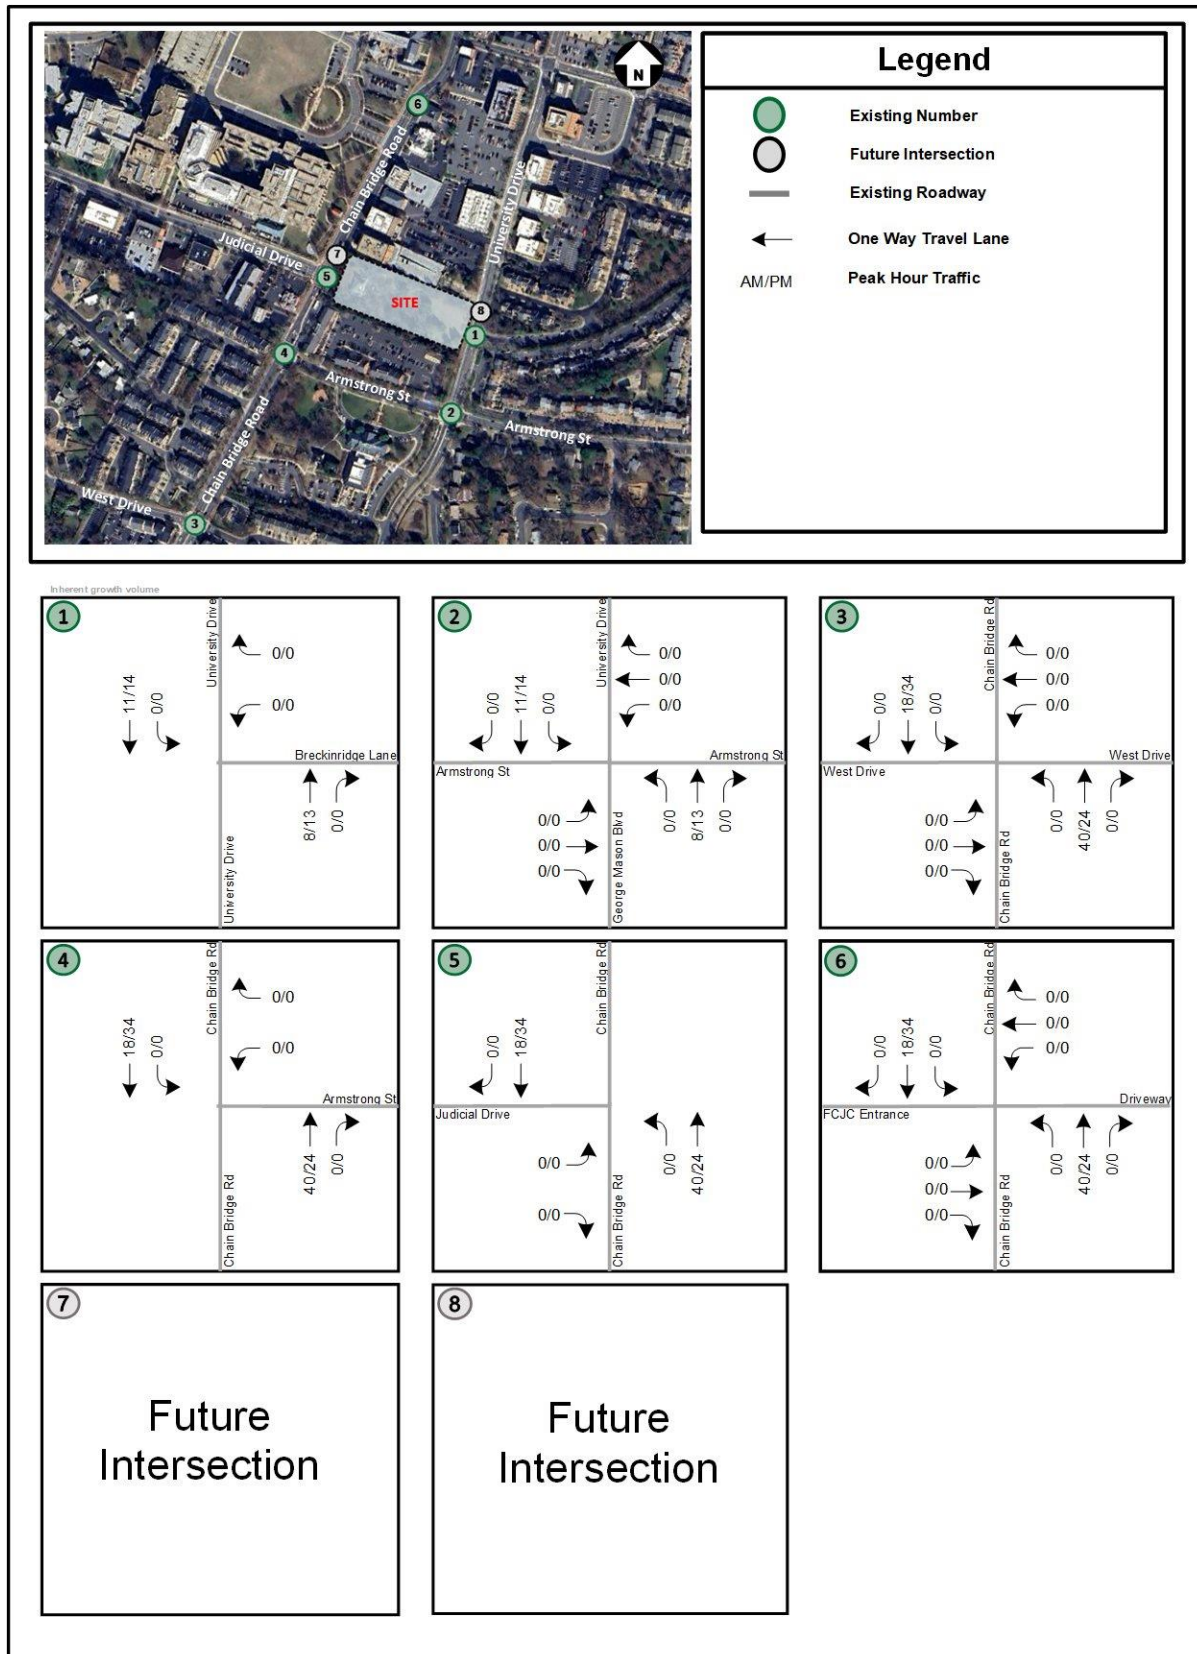 N
6
Chain Bridge Road
University Drive
Judicial Drive
7
5
SITE
8
1
4
Armstrong St
2
Armstrong St
Chain Bridge Road
West Drive
3
Legend
Existing Number
Future Intersection
Existing Roadway
One Way Travel Lane
AM/PM Peak Hour Traffic
Inherent growth volume
1
University Drive
11/14
0/0
0/0
0/0
Breckinridge Lane
8/13
0/0
University Drive
2
University Drive
0/0
11/14
0/0
0/0
0/0
0/0
Armstrong St
Armstrong St
0/0
0/0
0/0
George Mason Blvd
0/0
8/13
0/0
3
Chain Bridge Rd
0/0
18/34
0/0
0/0
0/0
0/0
West Drive
West Drive
0/0
0/0
0/0
Chain Bridge Rd
0/0
40/24
0/0
4
Chain Bridge Rd
18/34
0/0
0/0
0/0
Armstrong St
40/24
0/0
Chain Bridge Rd
5
Chain Bridge Rd
0/0
18/34
Judicial Drive
0/0
0/0
Chain Bridge Rd
0/0
40/24
6
Chain Bridge Rd
0/0
18/34
0/0
0/0
0/0
0/0
FCJC Entrance
Driveway
0/0
0/0
0/0
Chain Bridge Rd
0/0
40/24
0/0
7
Future
Intersection
8
Future
Intersection